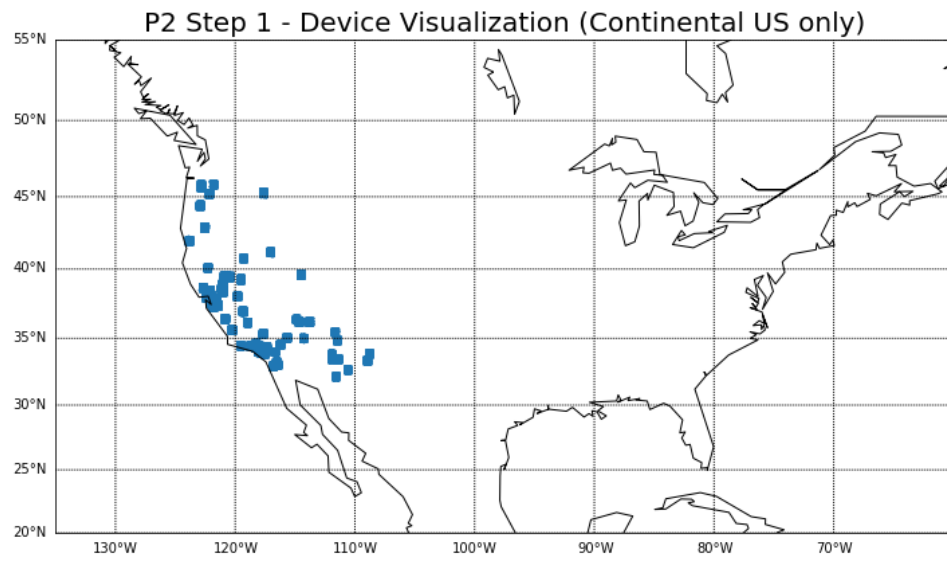 P2 Step 1 - Device Visualization (Continental US only)
55°N
50°N
45°N
40°N
35°N
30°N
25°N
20°N
130°W 120°W 110°W 100°W 90°W 80°W 70°W